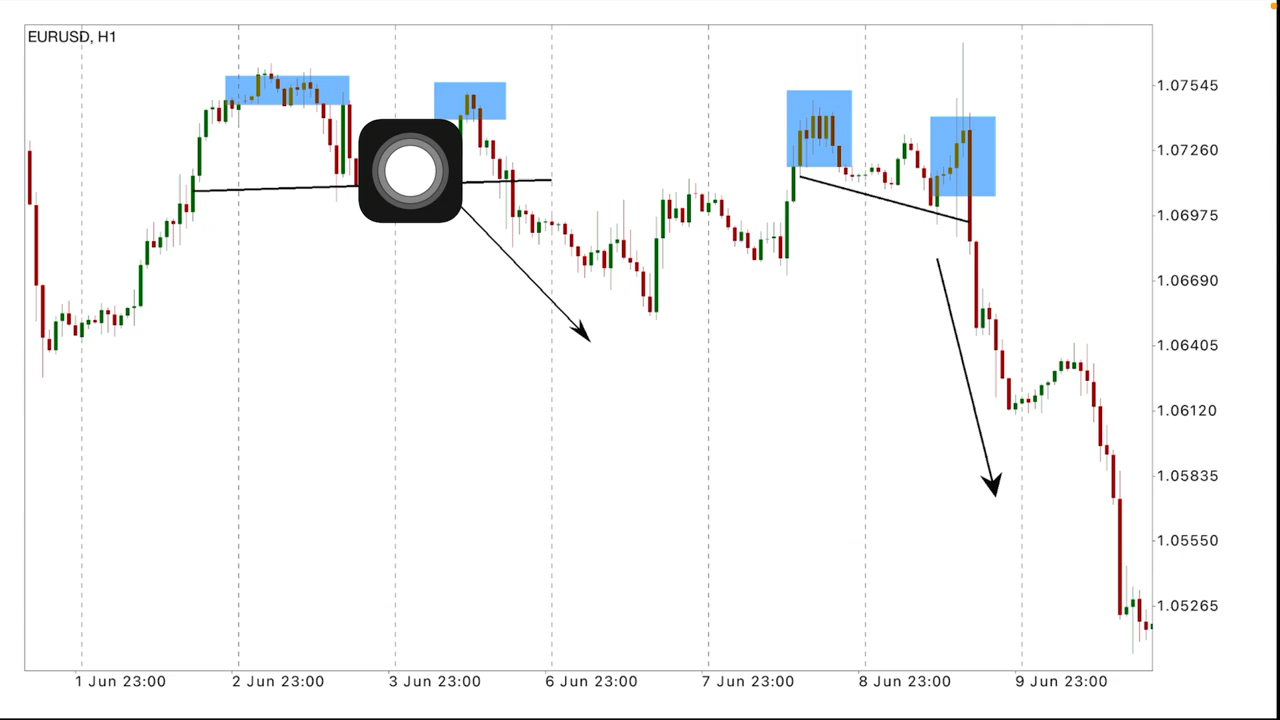 EURUSD, H1
1.07545
1.07260
1.06975
1.06690
1.06405
1.06120
1.05835
1.05550
1.05265
1 Jun 23:00
2 Jun 23:00
3 Jun 23:00
6 Jun 23:00
7 Jun 23:00
8 Jun 23:00
9 Jun 23:00